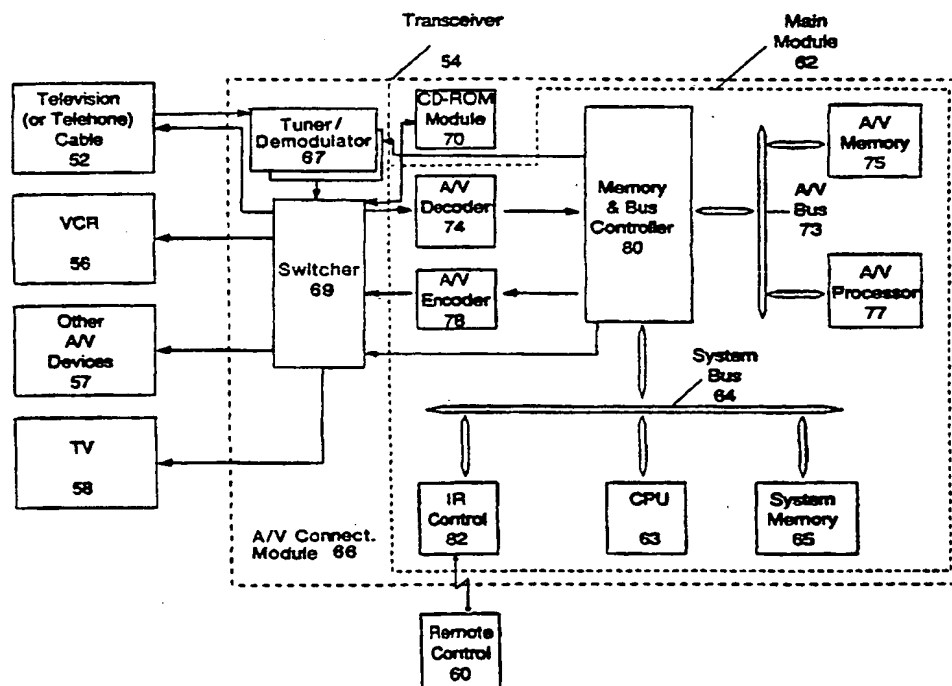 Transceiver
54
Main
Module
62
Television
(or Telehone)
Cable
52
Tuner/
Demodulator
67
CD-ROM
Module
70
A/V
Memory
75
A/V
Decoder
74
Memory
& Bus
Controller
80
A/V
Bus
73
VCR
56
Switcher
69
A/V
Encoder
78
A/V
Processor
77
Other
A/V
Devices
57
System
Bus
64
TV
58
IR
Control
82
CPU
63
System
Memory
65
A/V Connect.
Module 66
Remote
Control
60